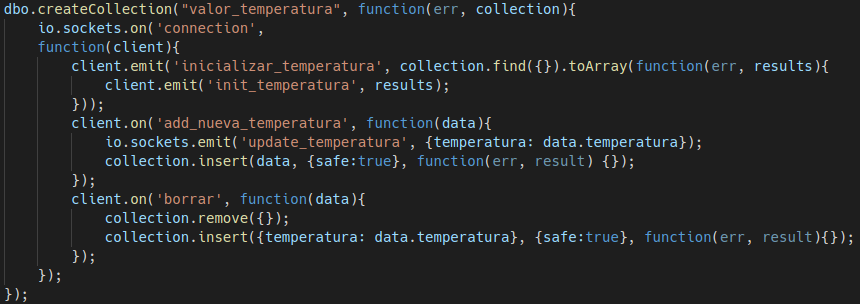 dbo.createCollection("valor_temperatura", function(err, collection){
    io.sockets.on('connection',
    function(client){
        client.emit('inicializar_temperatura', collection.find({}).toArray(function(err, results){
            client.emit('init_temperatura', results);
        }));
        client.on('add_nueva_temperatura', function(data){
            io.sockets.emit('update_temperatura', {temperatura: data.temperatura});
            collection.insert(data, {safe:true}, function(err, result) {});
        });
        client.on('borrar', function(data){
            collection.remove({});
            collection.insert({temperatura: data.temperatura}, {safe:true}, function(err, result){});
        });
    });
});